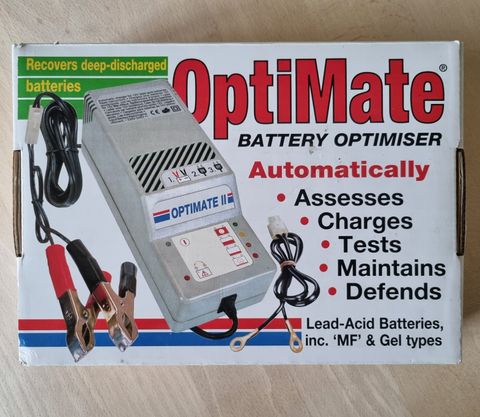 Recovers deep-discharged
batteries
OptiMate®
BATTERY OPTIMISER
Automatically
• Assesses
• Charges
• Tests
• Maintains
• Defends
OPTIMATE II
Lead-Acid Batteries,
inc. 'MF' & Gel types